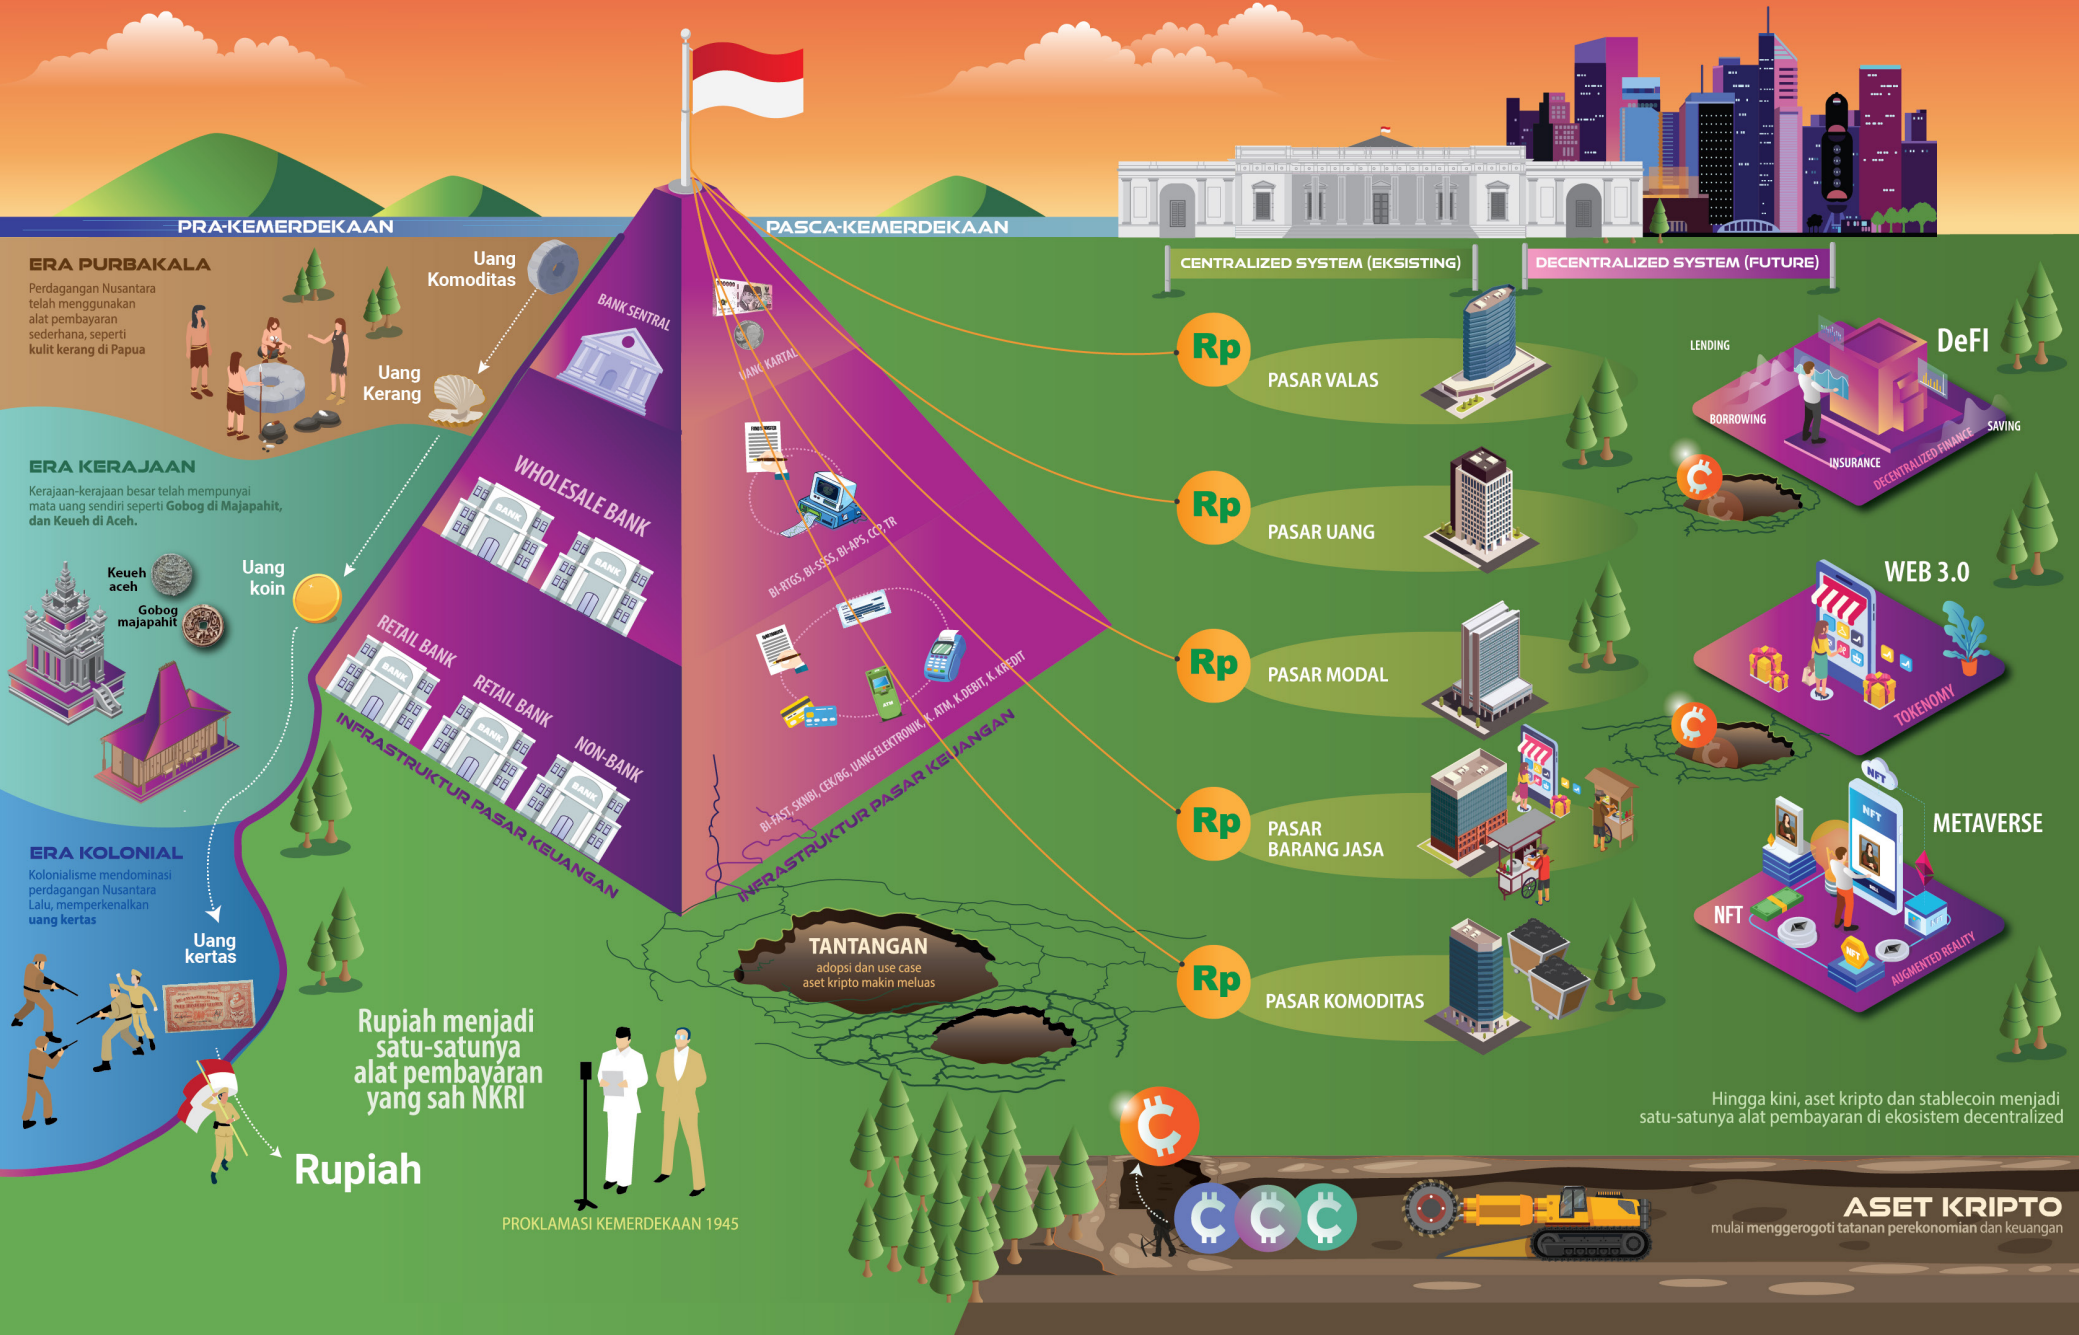 PRA-KEMERDEKAAN
PASCA-KEMERDEKAAN
ERA PURBAKALA
Perdagangan Nusantara
telah menggunakan
alat pembayaran
sederhana, seperti
kulit kerang di Papua
Uang
Komoditas
Uang
Kerang
ERA KERAJAAN
Kerajaan-kerajaan besar telah mempunyai
mata uang sendiri seperti Gobog di Majapahit,
dan Keueh di Aceh.
Keueh
aceh
Gobog
majapahit
Uang
koin
ERA KOLONIAL
Kolonialisme mendominasi
perdagangan Nusantara
Lalu, memperkenalkan
uang kertas
Uang
kertas
Rupiah
Rupiah menjadi
satu-satunya
alat pembayaran
yang sah NKRI
PROKLAMASI KEMERDEKAAN 1945
BANK SENTRAL
WHOLESALE BANK
BANK
BANK
RETAIL BANK
RETAIL BANK
NON-BANK
BANK
BANK
BANK
INFRASTRUKTUR PASAR KEUANGAN
UANG KARTAL
BI-RTGS, BI-SSSS, BI-APS, CCP,TR
ATM
BI-FAST, SKNBI, CEK/BG, UANG ELEKTRONIK, K. ATM, K.DEBIT, K. KREDIT
INFRASTRUKTUR PASAR KEUANGAN
TANTANGAN
adopsi dan use case
aset kripto makin meluas
CENTRALIZED SYSTEM (EKSISTING)
DECENTRALIZED SYSTEM (FUTURE)
Rp
PASAR VALAS
Rp
PASAR UANG
Rp
PASAR MODAL
Rp
PASAR
BARANG JASA
Rp
PASAR KOMODITAS
DeFI
LENDING
BORROWING
SAVING
INSURANCE
DECENTRALIZED FINANCE
WEB 3.0
TOKENOMY
NFT
NFT
METAVERSE
NFT
NFT
AUGMENTED REALITY
Hingga kini, aset kripto dan stablecoin menjadi
satu-satunya alat pembayaran di ekosistem decentralized
ASET KRIPTO
mulai menggerogoti tatanan perekonomian dan keuangan